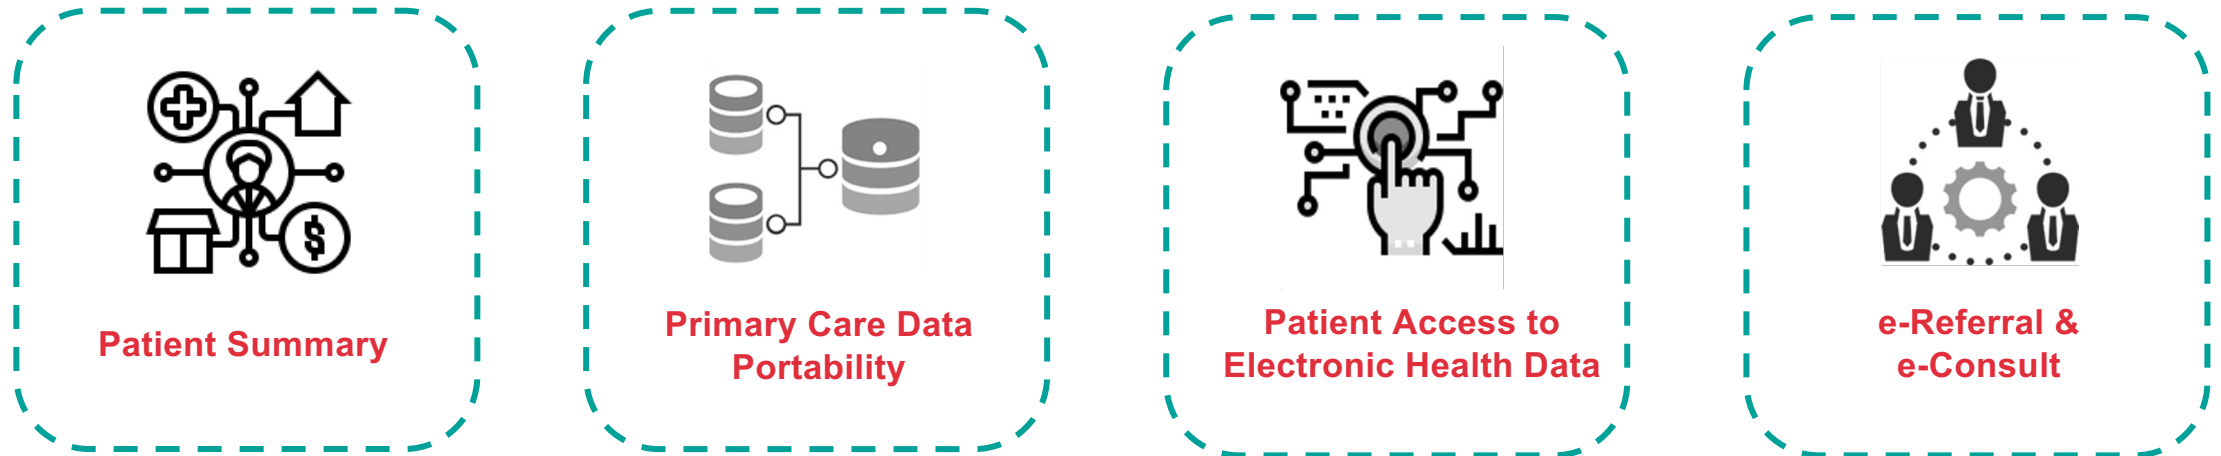 Patient Summary
Primary Care Data
Portability
Patient Access to
Electronic Health Data
e-Referral &
e-Consult